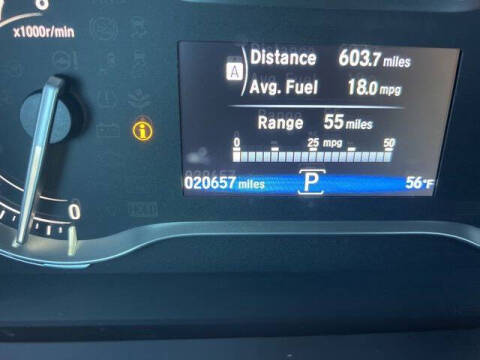 x1000r/min
Distance 603.7 miles
A
Avg. Fuel 18.0 mpg
Range 55 miles
0 25 mpg 50
020657 miles P 56°F
0